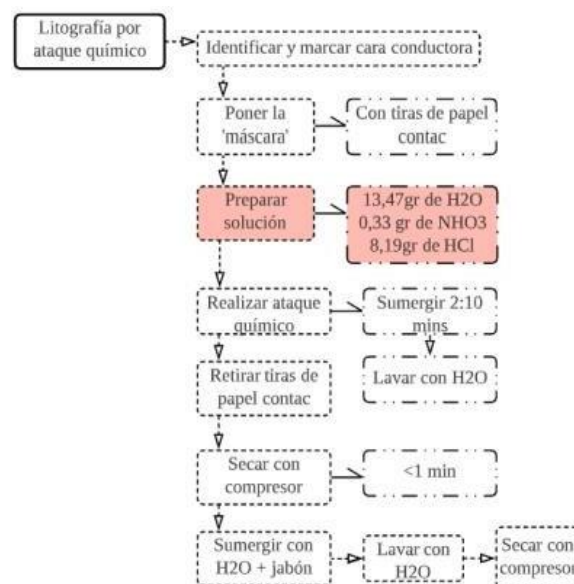 Litografía por
ataque químico
Identificar y marcar cara conductora
Poner la
'máscara'
Con tiras de papel
contac
Preparar
solución
13,47gr de H2O
0,33 gr de NHO3
8,19gr de HCl
Realizar ataque
químico
Sumergir 2:10
mins
Lavar con H2O
Retirar tiras de
papel contac
Secar con
compresor
<1 min
Sumergir con
H2O + jabón
Lavar con
H2O
Secar con
compresor